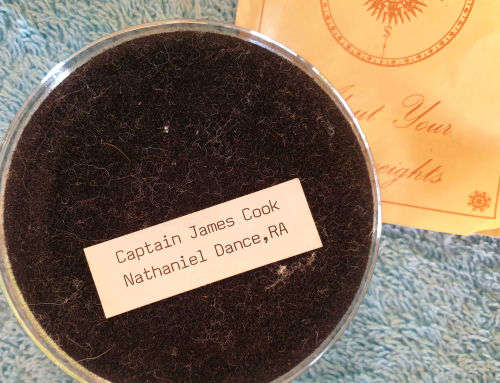 Captain James Cook
Nathaniel Dance,RA
S
Your
eights